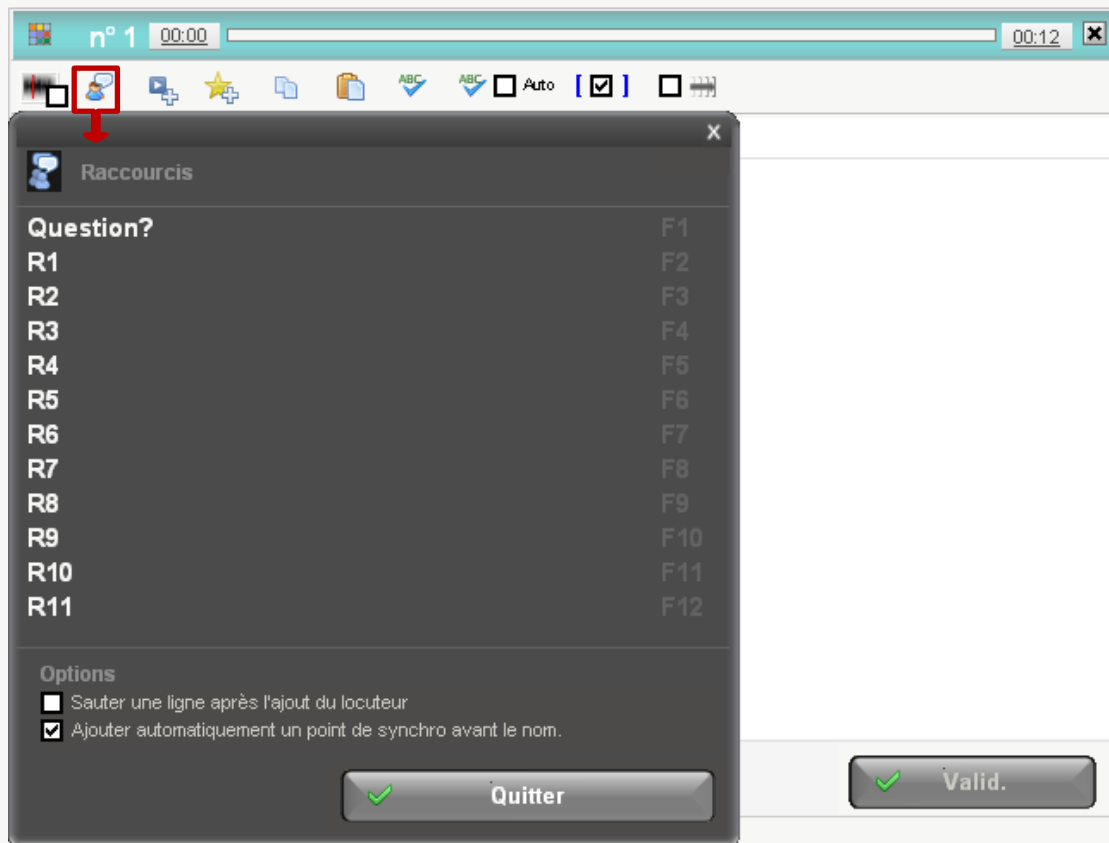 n° 1 00:00 00:12
ABC ABC Auto [ ]
X
Raccourcis
Question? F1
R1 F2
R2 F3
R3 F4
R4 F5
R5 F6
R6 F7
R7 F8
R8 F9
R9 F10
R10 F11
R11 F12
Options
Sauter une ligne après l'ajout du locuteur
Ajouter automatiquement un point de synchro avant le nom.
Quitter
Valid.